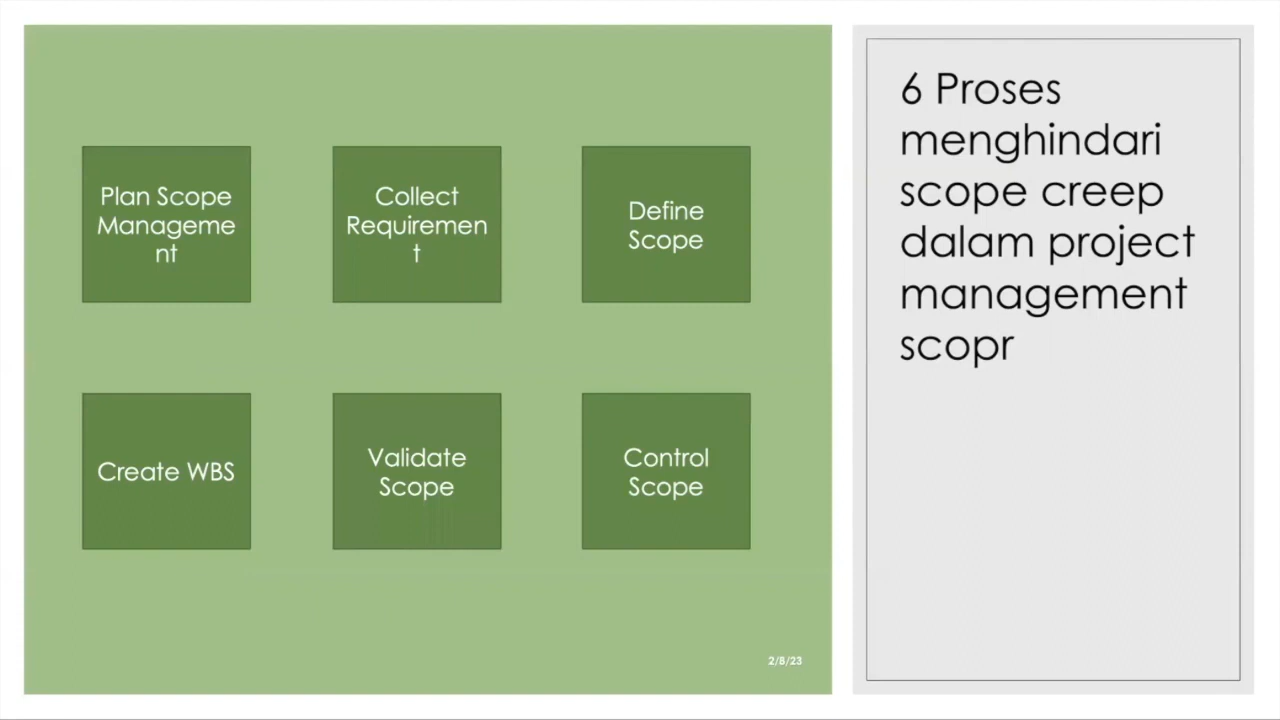 Plan Scope
Manageme
nt
Collect
Requiremen
t
Define
Scope
Create WBS
Validate
Scope
Control
Scope
2/8/23
6 Proses
menghindari
scope creep
dalam project
management
scopr